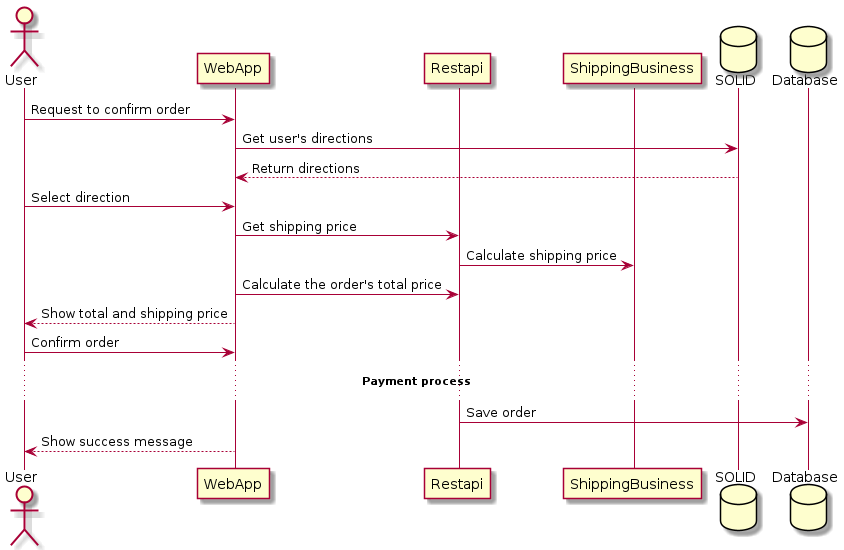 User
WebApp
Restapi
ShippingBusiness
SOLID
Database
Request to confirm order
Get user's directions
Return directions
Select direction
Get shipping price
Calculate shipping price
Calculate the order's total price
Show total and shipping price
Confirm order
Payment process
Save order
Show success message
User
WebApp
Restapi
ShippingBusiness
SOLID
Database